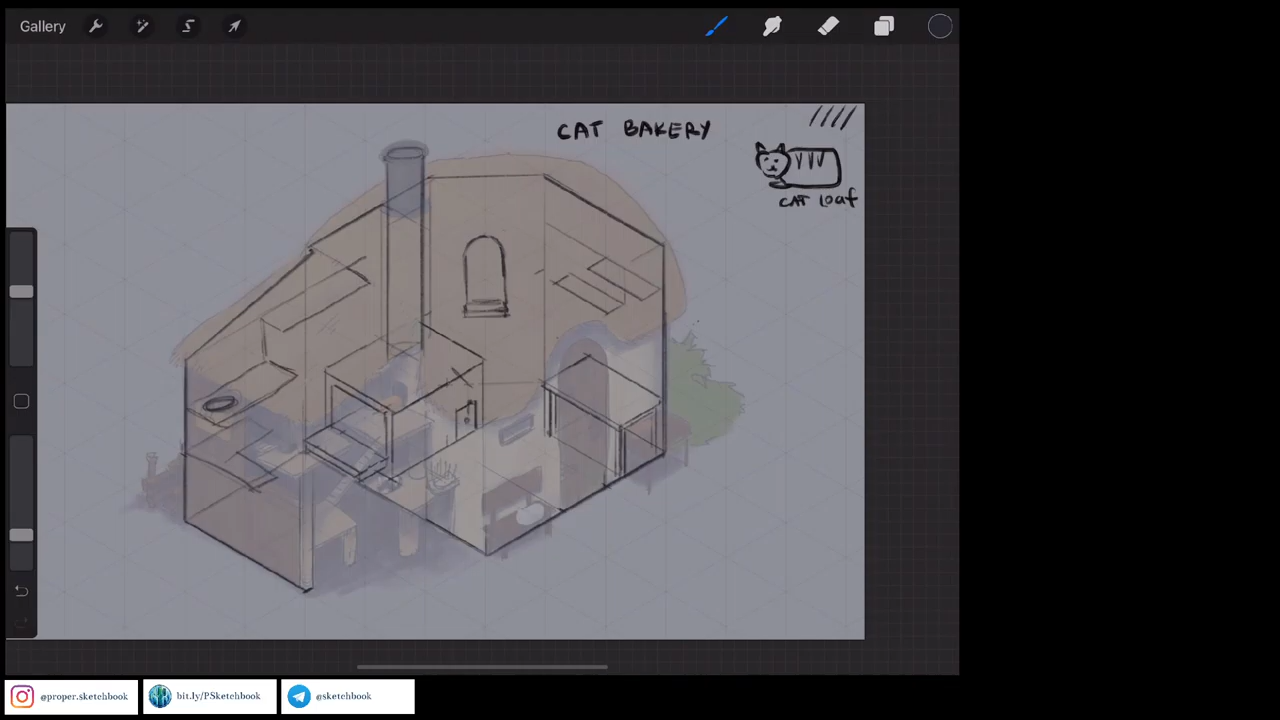 Gallery
CAT BAKERY
CAT Loaf
@proper.sketchbook
bit.ly/PSketchbook
@sketchbook